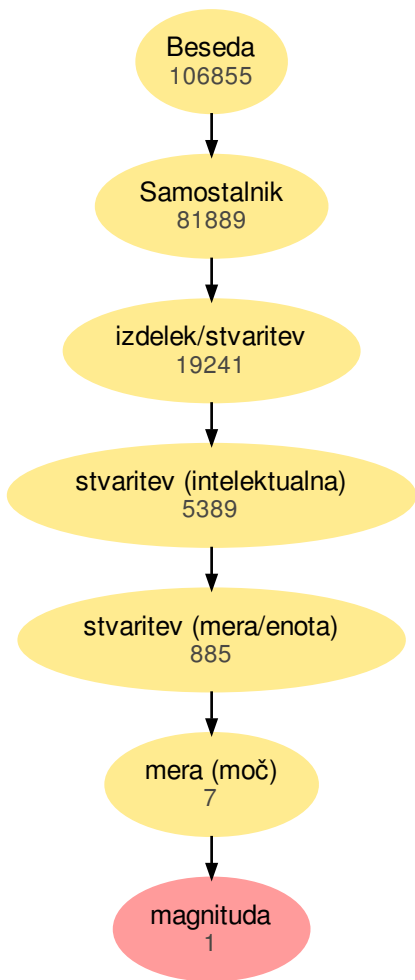 Beseda
106855
Samostalnik
81889
izdelek/stvaritev
19241
stvaritev (intelektualna)
5389
stvaritev (mera/enota)
885
mera (moč)
7
magnituda
1